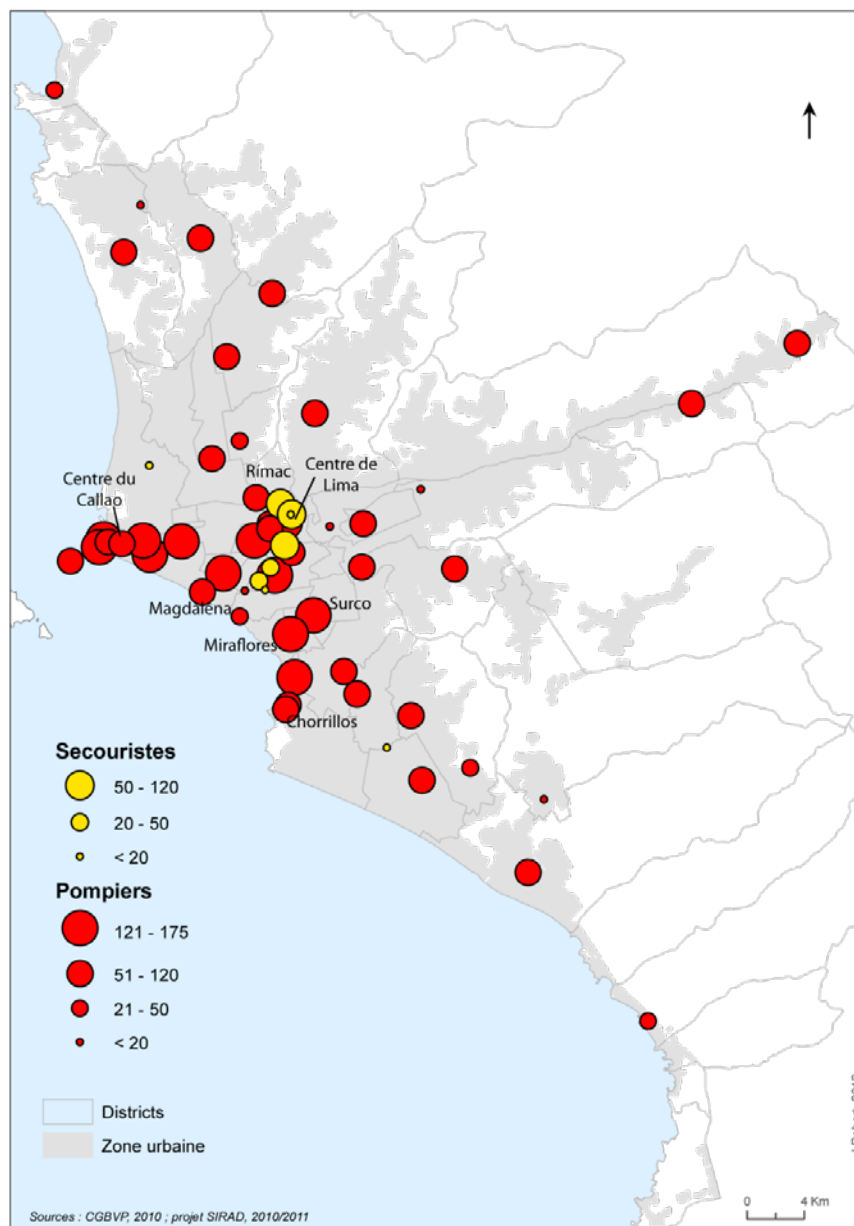 Rímac
Centre de
Lima
Centre du
Callao
Magdalena
Surco
Miraflores
Chorrillos
Secouristes
50 - 120
20 - 50
< 20
Pompiers
121 - 175
51 - 120
21 - 50
< 20
Districts
Zone urbaine
0 4 Km
Sources : CGBVP, 2010 ; projet SIRAD, 2010/2011